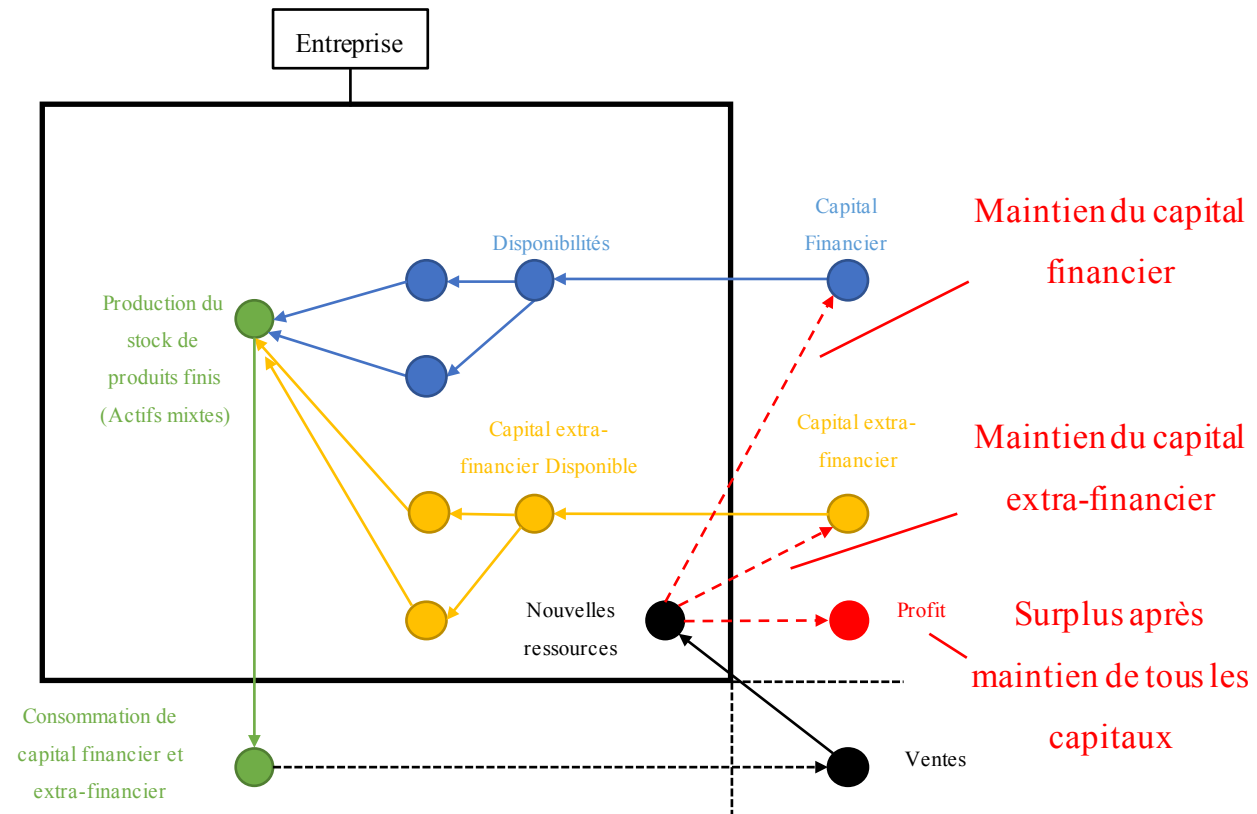 Entreprise
Capital
Financier
Maintien du capital
financier
Disponibilités
Production du
stock de
produits finis
(Actifs mixtes)
Capital extra-
financier Disponible
Capital extra-
financier
Maintien du capital
extra-financier
Nouvelles
ressources
Profit
Surplus après
maintien de tous les
capitaux
Consommation de
capital financier et
extra-financier
Ventes